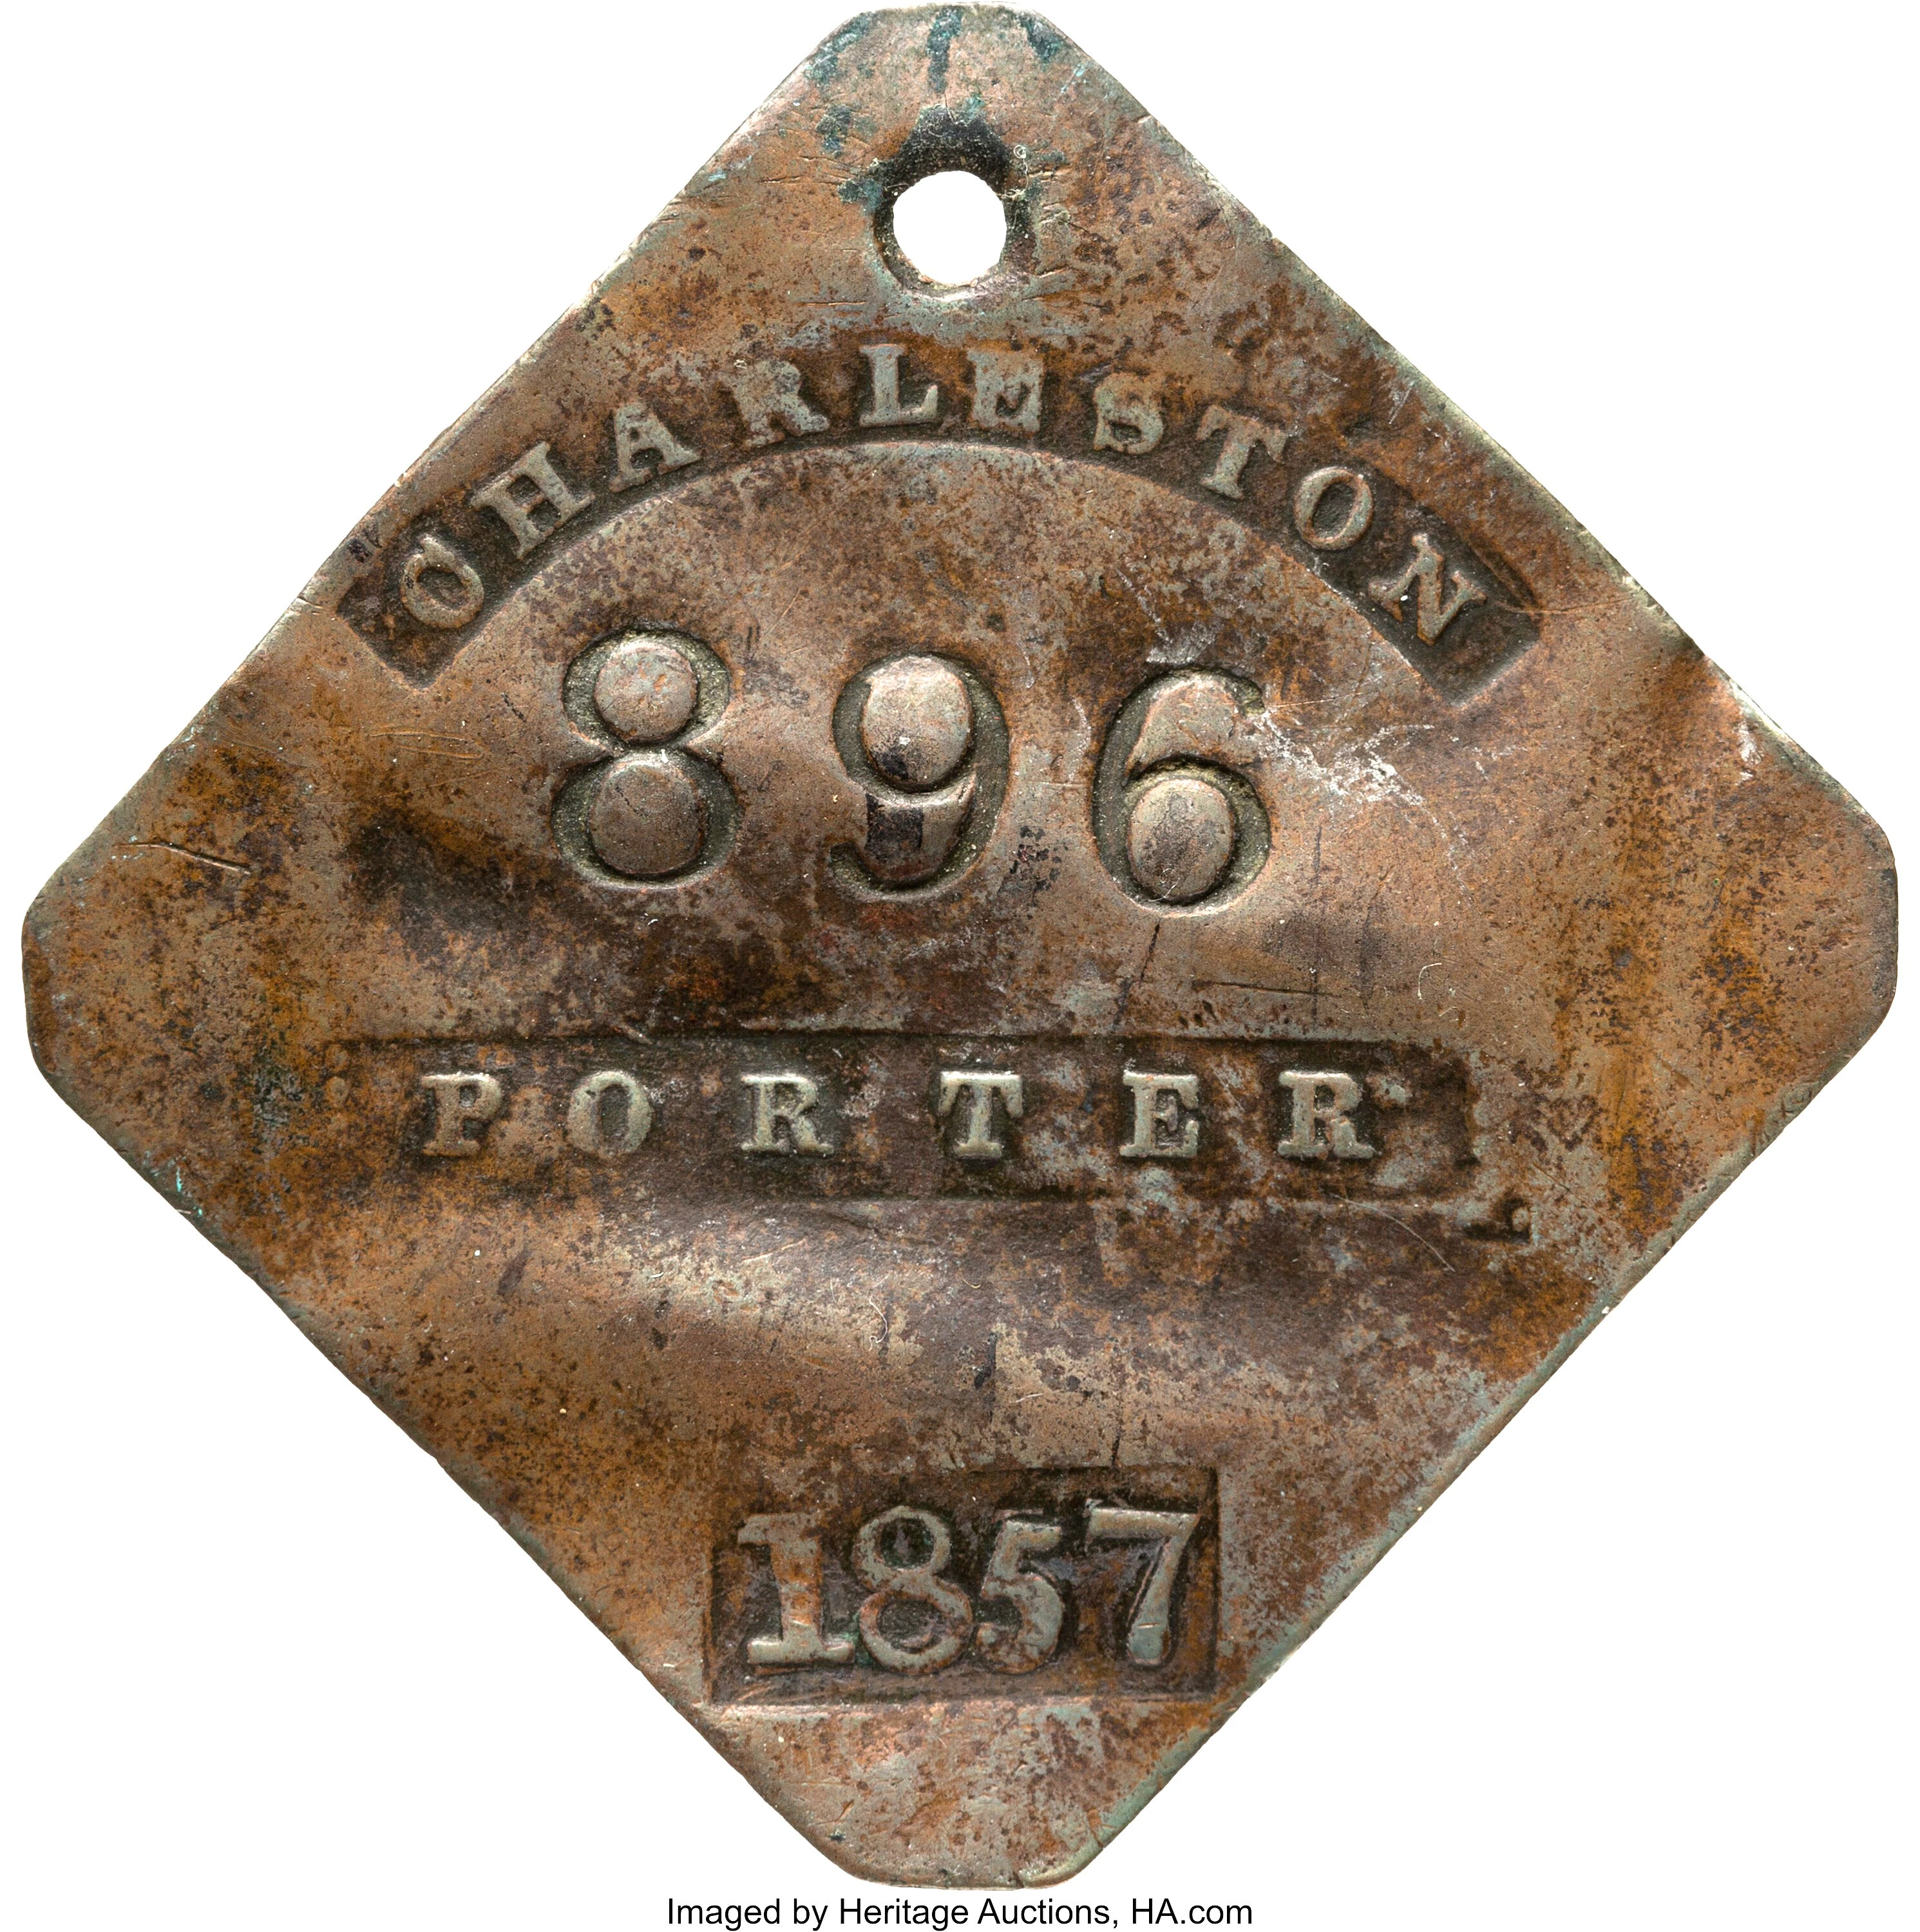 CHARLESTON
896
PORTER
1857
Imaged by Heritage Auctions, HA.com